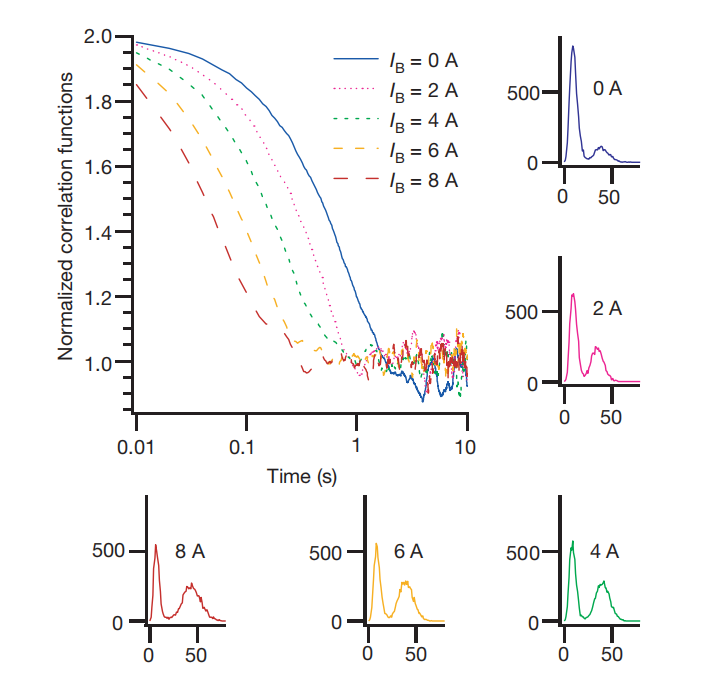 Normalized correlation functions
2.0
1.8
1.6
1.4
1.2
1.0
0.01
0.1
1
10
Time (s)
I_B = 0 A
I_B = 2 A
I_B = 4 A
I_B = 6 A
I_B = 8 A
0 A
500
0
0
50
2 A
500
0
0
50
8 A
500
0
0
50
6 A
500
0
0
50
4 A
500
0
0
50